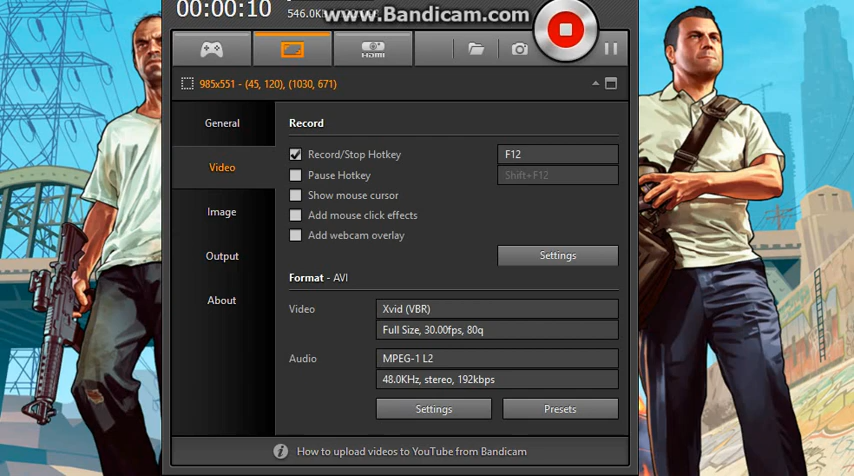 00:00:10
www.Bandicam.com
HDMI
985x551 - (45, 120), (1030, 671)
General
Video
Image
Output
About
Record
Record/Stop Hotkey F12
Pause Hotkey Shift+F12
Show mouse cursor
Add mouse click effects
Add webcam overlay
Settings
Format - AVI
Video Xvid (VBR)
Full Size, 30.00fps, 80q
Audio MPEG-1 L2
48.0KHz, stereo, 192kbps
Settings Presets
How to upload videos to YouTube from Bandicam